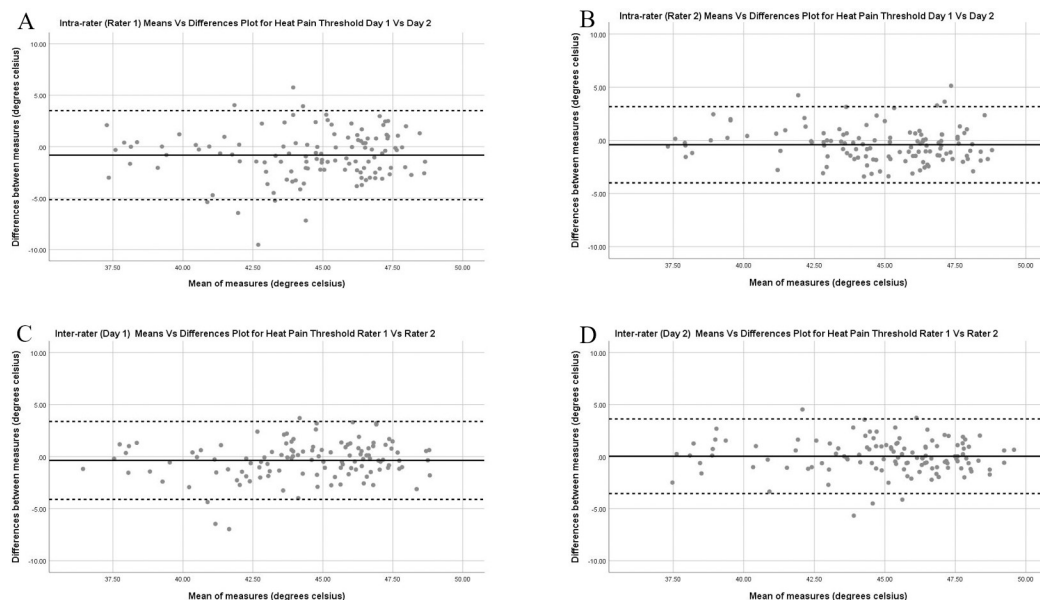 A
Intra-rater (Rater 1) Means Vs Differences Plot for Heat Pain Threshold Day 1 Vs Day 2
Differences between measures (degrees celsius)
10.00
5.00
.00
-5.00
-10.00
37.50 40.00 42.50 45.00 47.50 50.00
Mean of measures (degrees celsius)
B
Intra-rater (Rater 2) Means Vs Differences Plot for Heat Pain Threshold Day 1 Vs Day 2
Differences between measures (degrees celsius)
10.00
5.00
.00
-5.00
-10.00
37.50 40.00 42.50 45.00 47.50 50.00
Mean of measures (degrees celsius)
C
Inter-rater (Day 1) Means Vs Differences Plot for Heat Pain Threshold Rater 1 Vs Rater 2
Differences between measures (degrees celsius)
10.00
5.00
.00
-5.00
-10.00
37.50 40.00 42.50 45.00 47.50 50.00
Mean of measures (degrees celsius)
D
Inter-rater (Day 2) Means Vs Differences Plot for Heat Pain Threshold Rater 1 Vs Rater 2
Differences between measures (degrees celsius)
10.00
5.00
.00
-5.00
-10.00
37.50 40.00 42.50 45.00 47.50 50.00
Mean of measures (degrees celsius)